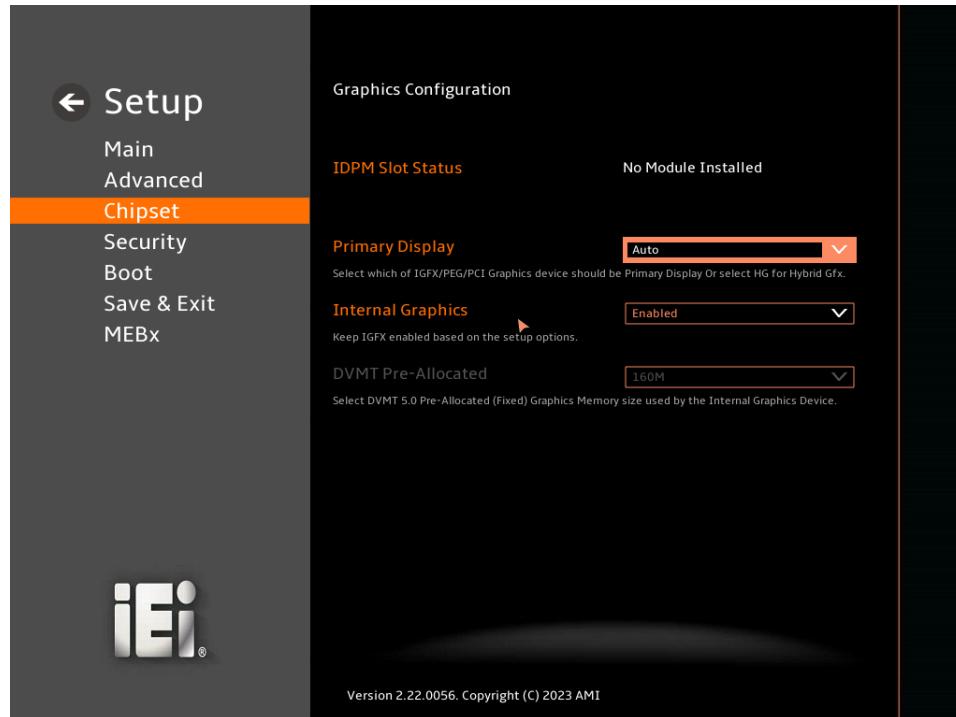 Setup
Main
Advanced
Chipset
Security
Boot
Save & Exit
MEBx
Graphics Configuration
IDPM Slot Status No Module Installed
Primary Display Auto
Select which of IGFX/PEG/PCI Graphics device should be Primary Display Or select HG for Hybrid Gfx.
Internal Graphics Enabled
Keep IGFX enabled based on the setup options.
DVMT Pre-Allocated 160M
Select DVMT 5.0 Pre-Allocated (Fixed) Graphics Memory size used by the Internal Graphics Device.
iEi®
Version 2.22.0056. Copyright (C) 2023 AMI